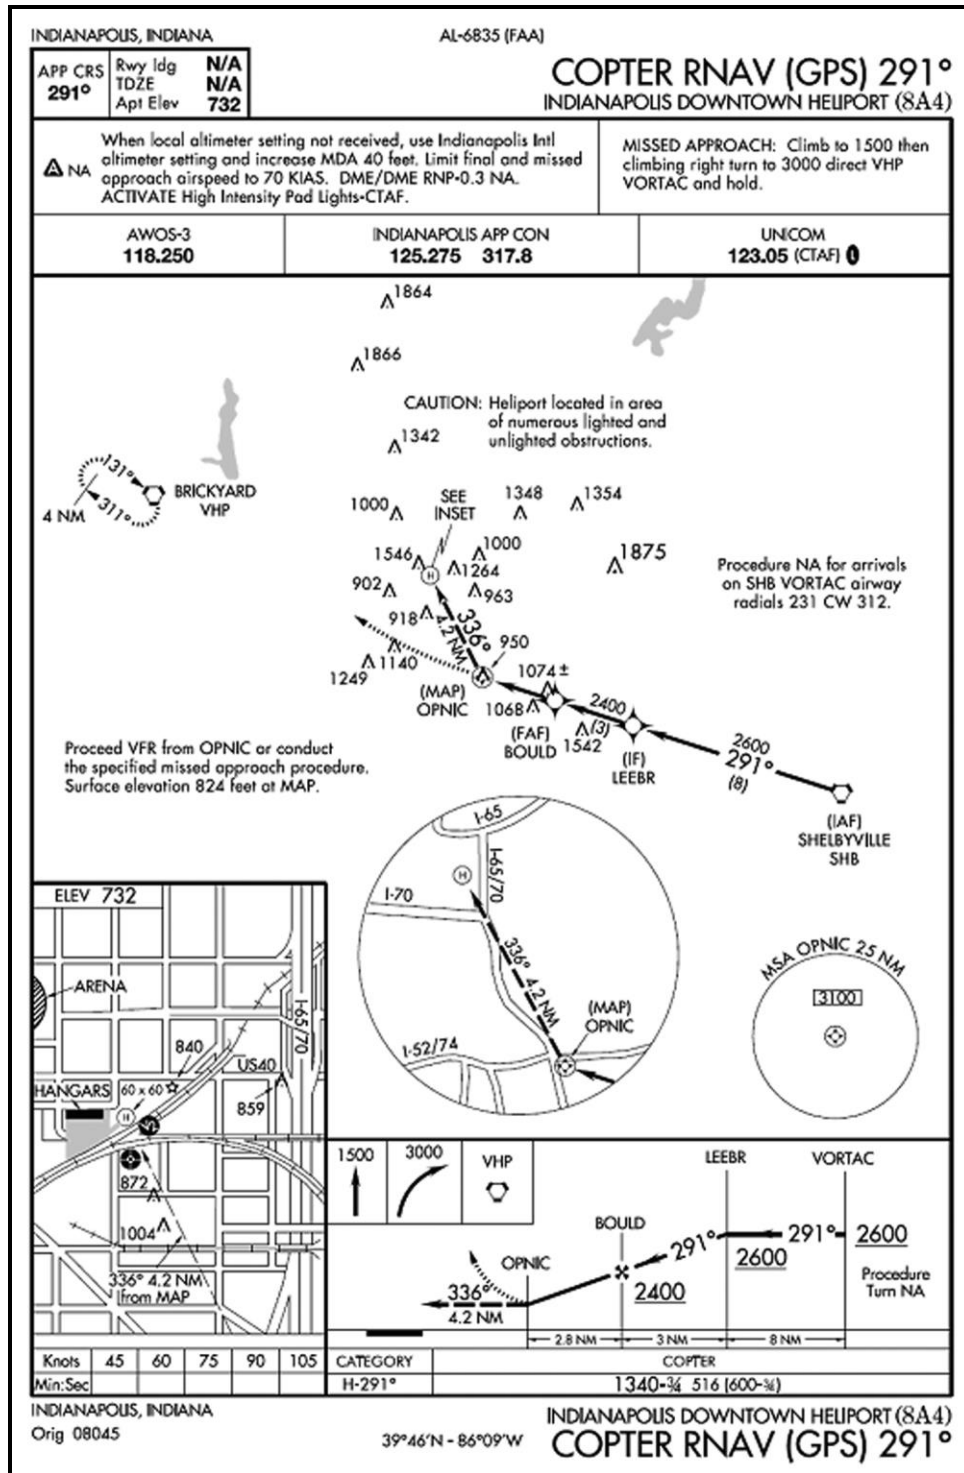 INDIANAPOLIS, INDIANA
AL-6835 (FAA)
APP CRS
291°
Rwy ldg N/A
TDZE N/A
Apt Elev 732
COPTER RNAV (GPS) 291°
INDIANAPOLIS DOWNTOWN HELIPORT (8A4)
A NA
When local altimeter setting not received, use Indianapolis Intl
altimeter setting and increase MDA 40 feet. Limit final and missed
approach airspeed to 70 KIAS. DME/DME RNP-0.3 NA.
ACTIVATE High Intensity Pad Lights-CTAF.
MISSED APPROACH: Climb to 1500 then
climbing right turn to 3000 direct VHP
VORTAC and hold.
AWOS-3
118.250
INDIANAPOLIS APP CON
125.275 317.8
UNICOM
123.05 (CTAF) L
1864
1866
CAUTION: Heliport located in area
of numerous lighted and
unlighted obstructions.
1342
131°
311°
4 NM
BRICKYARD
VHP
1000
SEE
INSET
1348
1354
1546
H
1000
1264
1875
902
963
918
Procedure NA for arrivals
on SHB VORTAC airway
radials 231 CW 312.
336°
4.2 NM
950
1249
1140
(MAP)
OPNIC
1074±
1068
(FAF)
BOULD
2400
(3)
1542
(IF)
LEEBR
2600
291°
(8)
(IAF)
SHELBYVILLE
SHB
Proceed VFR from OPNIC or conduct
the specified missed approach procedure.
Surface elevation 824 feet at MAP.
I-65
I-65/70
H
I-70
336° 4.2 NM
(MAP)
OPNIC
I-52/74
MSA OPNIC 25 NM
3100
ELEV 732
ARENA
I-65/70
840
US40
HANGARS
60 x 60
H
859
872
1004
336° 4.2 NM
from MAP
1500
3000
VHP
LEEBR
VORTAC
BOULD
OPNIC
291°
291°
2600
2600
2400
Procedure
Turn NA
336°
4.2 NM
2.8 NM
3 NM
8 NM
Knots 45 60 75 90 105
Min:Sec
CATEGORY COPTER
H-291° 1340-¾ 516 (600-¾)
INDIANAPOLIS, INDIANA
Orig 08045
39°46'N - 86°09'W
INDIANAPOLIS DOWNTOWN HELIPORT (8A4)
COPTER RNAV (GPS) 291°